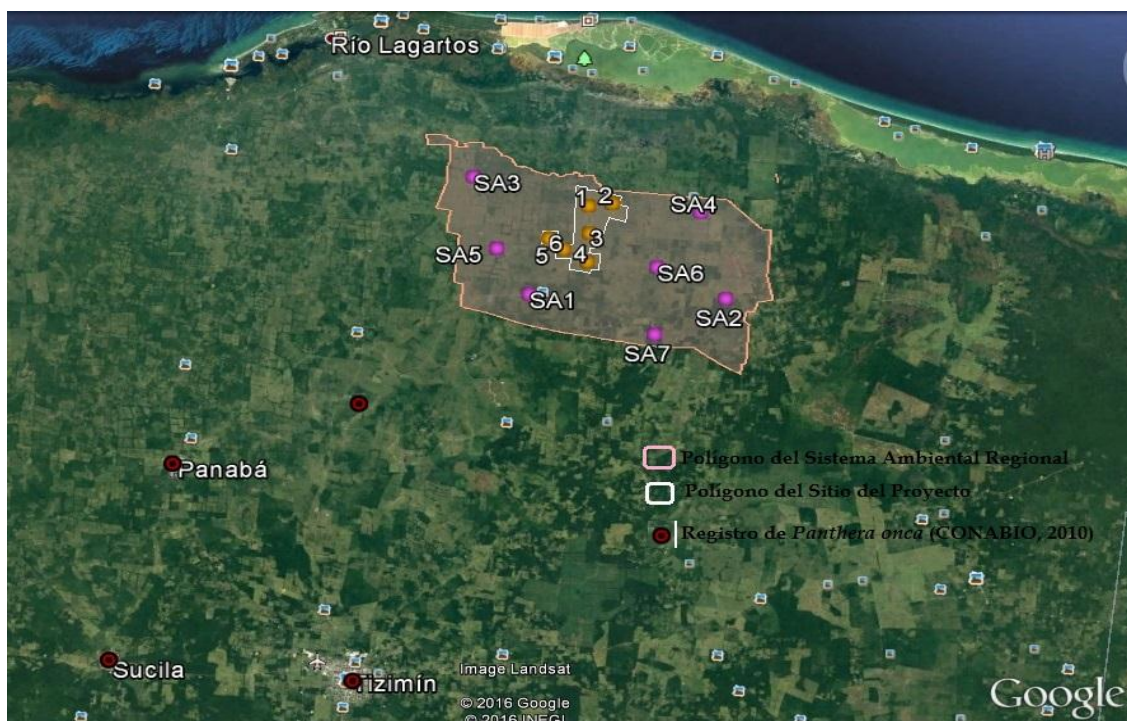 Río Lagartos
SA3
1
2
SA4
3
6
5
4
SA5
SA6
SA1
SA2
SA7
Polígono del Sistema Ambiental Regional
Panabá
Polígono del Sitio del Proyecto
Registro de Panthera onca (CONABIO, 2010)
Sucila
Tizimín
Image Landsat
© 2016 Google
© 2016 INEGI
Google